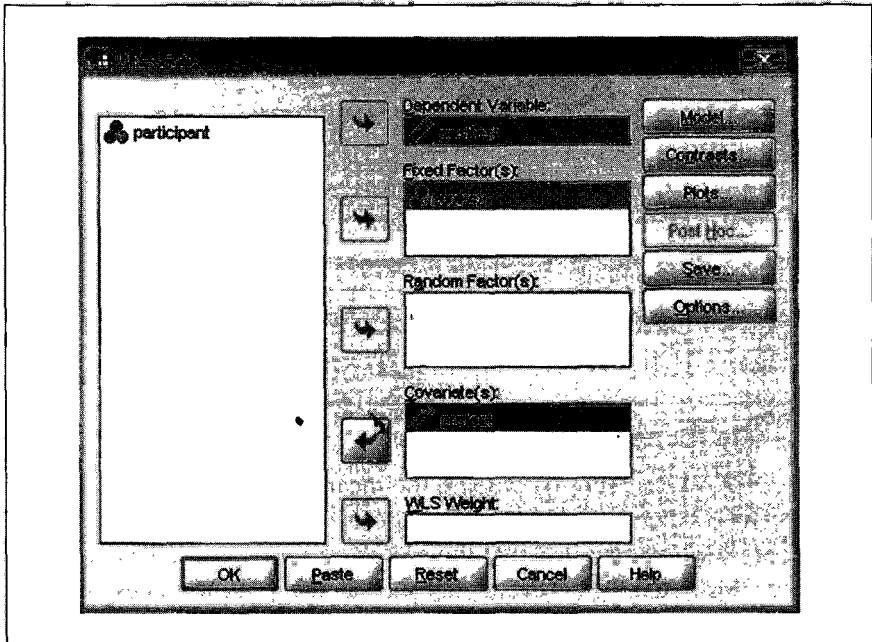 participant
Dependent Variable:
Fixed Factor(s):
Random Factor(s):
Covariate(s):
WLS Weight:
Model...
Contrasts...
Plots...
Post Hoc...
Save...
Options...
OK
Paste
Reset
Cancel
Help